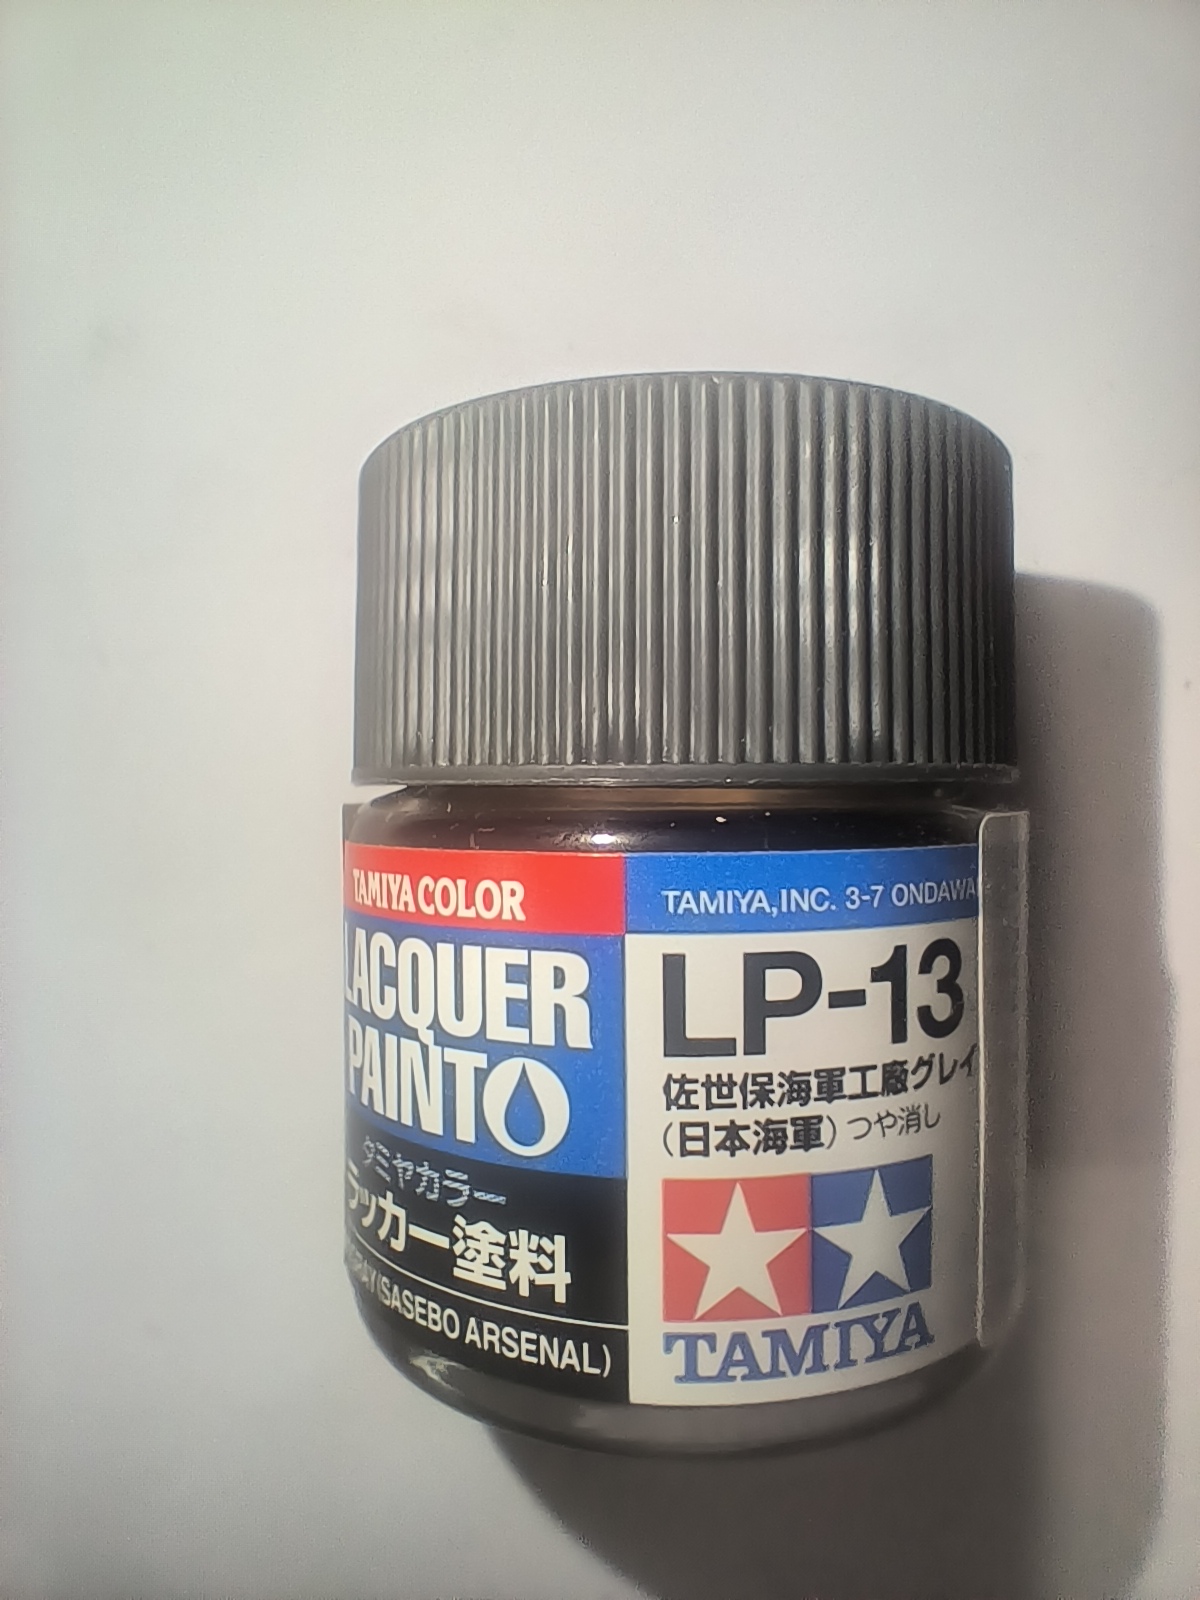 TAMIYA COLOR
LACQUER
PAINT
タミヤカラー
ラッカー塗料
GRAY (SASEBO ARSENAL)
TAMIYA, INC. 3-7 ONDAWA
LP-13
佐世保海軍工廠グレイ
(日本海軍) つや消し
TAMIYA